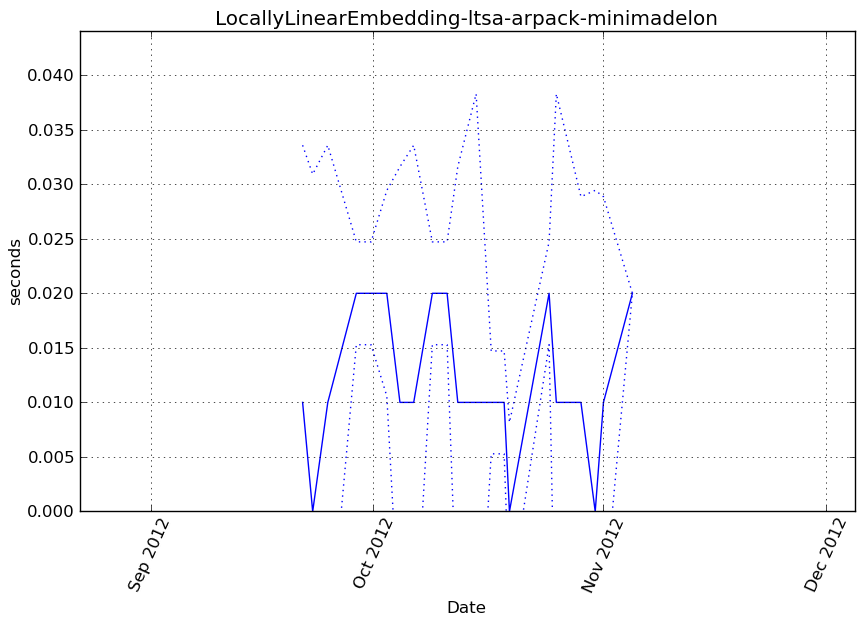 LocallyLinearEmbedding-ltsa-arpack-minimadelon
0.040
0.035
0.030
0.025
0.020
0.015
0.010
0.005
0.000
seconds
Sep 2012
Oct 2012
Nov 2012
Dec 2012
Date